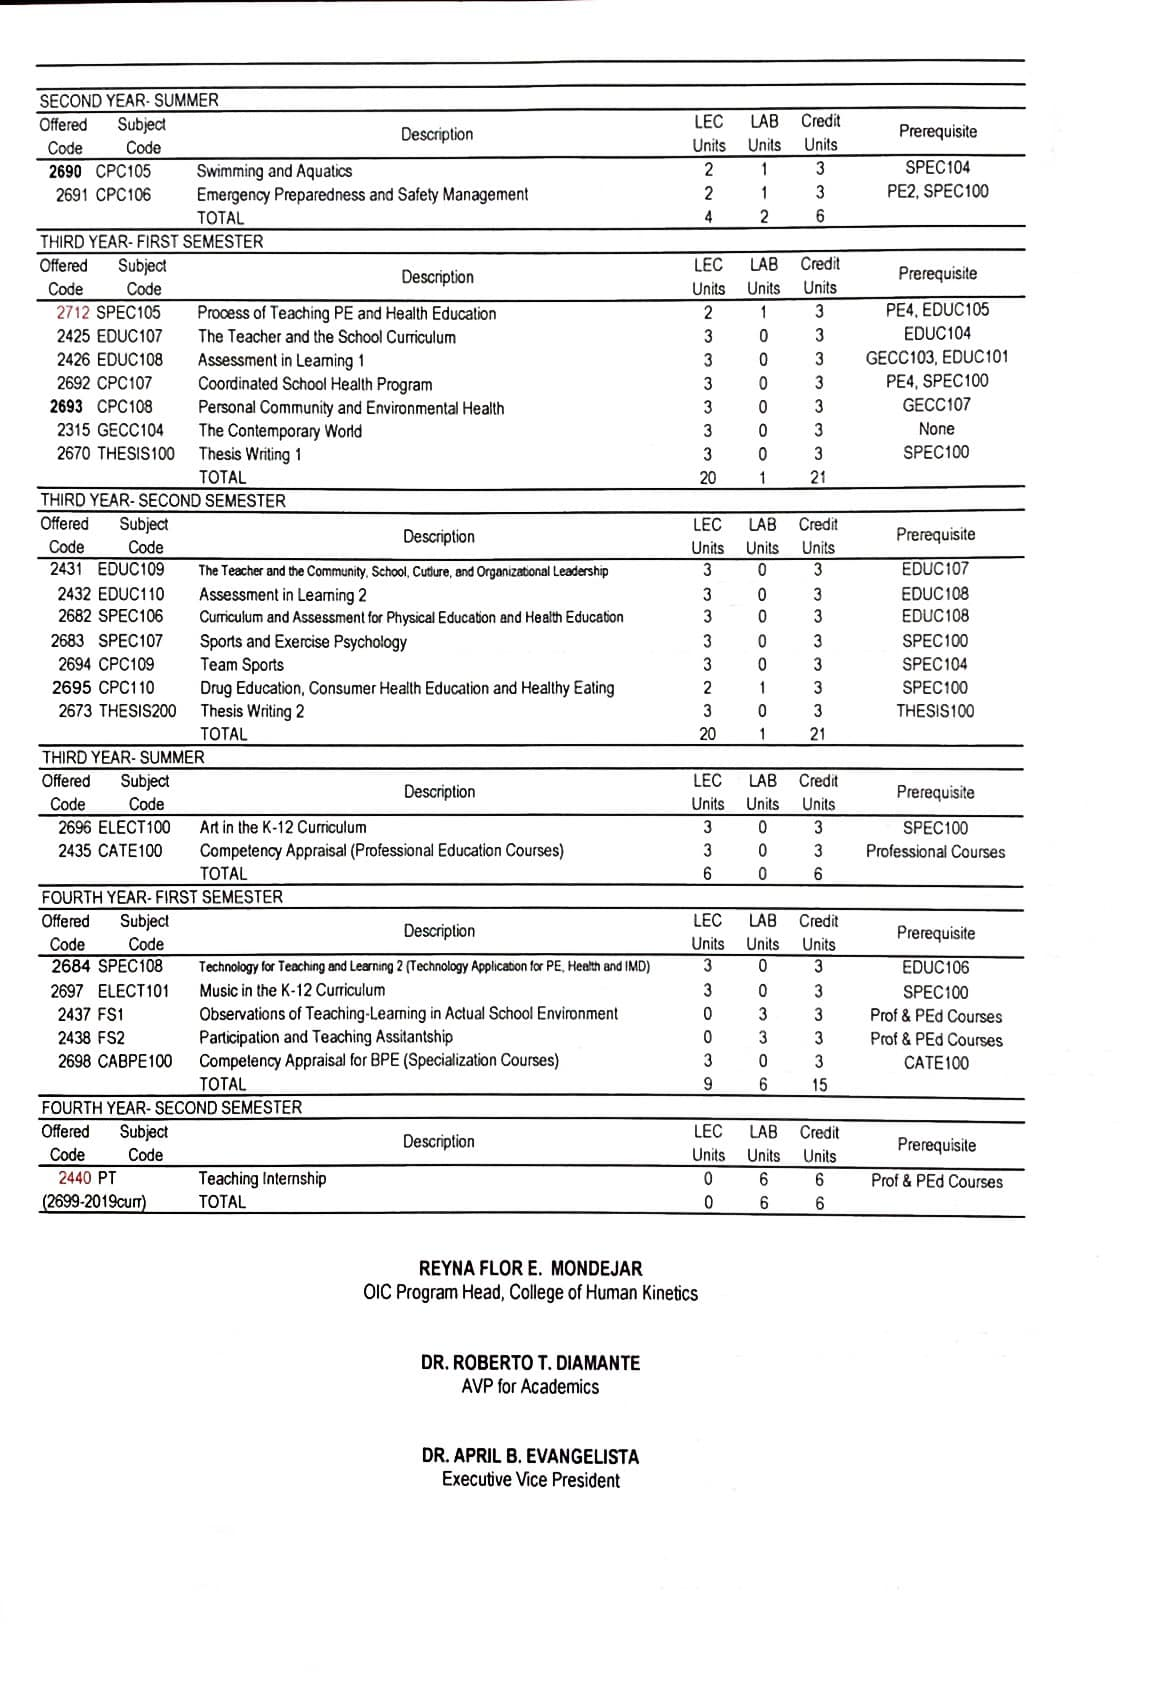 SECOND YEAR- SUMMER
Offered Code Subject Code Description LEC Units LAB Units Credit Units Prerequisite
2690 CPC105 Swimming and Aquatics 2 1 3 SPEC104
2691 CPC106 Emergency Preparedness and Safety Management 2 1 3 PE2, SPEC100
TOTAL 4 2 6
THIRD YEAR- FIRST SEMESTER
Offered Code Subject Code Description LEC Units LAB Units Credit Units Prerequisite
2712 SPEC105 Process of Teaching PE and Health Education 2 1 3 PE4, EDUC105
2425 EDUC107 The Teacher and the School Curriculum 3 0 3 EDUC104
2426 EDUC108 Assessment in Learning 1 3 0 3 GECC103, EDUC101
2692 CPC107 Coordinated School Health Program 3 0 3 PE4, SPEC100
2693 CPC108 Personal Community and Environmental Health 3 0 3 GECC107
2315 GECC104 The Contemporary World 3 0 3 None
2670 THESIS100 Thesis Writing 1 3 0 3 SPEC100
TOTAL 20 1 21
THIRD YEAR- SECOND SEMESTER
Offered Code Subject Code Description LEC Units LAB Units Credit Units Prerequisite
2431 EDUC109 The Teacher and the Community, School, Cutlure, and Organizational Leadership 3 0 3 EDUC107
2432 EDUC110 Assessment in Learning 2 3 0 3 EDUC108
2682 SPEC106 Curriculum and Assessment for Physical Education and Health Education 3 0 3 EDUC108
2683 SPEC107 Sports and Exercise Psychology 3 0 3 SPEC100
2694 CPC109 Team Sports 3 0 3 SPEC104
2695 CPC110 Drug Education, Consumer Health Education and Healthy Eating 2 1 3 SPEC100
2673 THESIS200 Thesis Writing 2 3 0 3 THESIS100
TOTAL 20 1 21
THIRD YEAR- SUMMER
Offered Code Subject Code Description LEC Units LAB Units Credit Units Prerequisite
2696 ELECT100 Art in the K-12 Curriculum 3 0 3 SPEC100
2435 CATE100 Competency Appraisal (Professional Education Courses) 3 0 3 Professional Courses
TOTAL 6 0 6
FOURTH YEAR- FIRST SEMESTER
Offered Code Subject Code Description LEC Units LAB Units Credit Units Prerequisite
2684 SPEC108 Technology for Teaching and Learning 2 (Technology Application for PE, Health and IMD) 3 0 3 EDUC106
2697 ELECT101 Music in the K-12 Curriculum 3 0 3 SPEC100
2437 FS1 Observations of Teaching-Learning in Actual School Environment 0 3 3 Prof & PEd Courses
2438 FS2 Participation and Teaching Assitantship 0 3 3 Prof & PEd Courses
2698 CABPE100 Competency Appraisal for BPE (Specialization Courses) 3 0 3 CATE100
TOTAL 9 6 15
FOURTH YEAR- SECOND SEMESTER
Offered Code Subject Code Description LEC Units LAB Units Credit Units Prerequisite
2440 PT Teaching Internship 0 6 6 Prof & PEd Courses
(2699-2019curr) TOTAL 0 6 6
REYNA FLOR E. MONDEJAR
OIC Program Head, College of Human Kinetics
DR. ROBERTO T. DIAMANTE
AVP for Academics
DR. APRIL B. EVANGELISTA
Executive Vice President